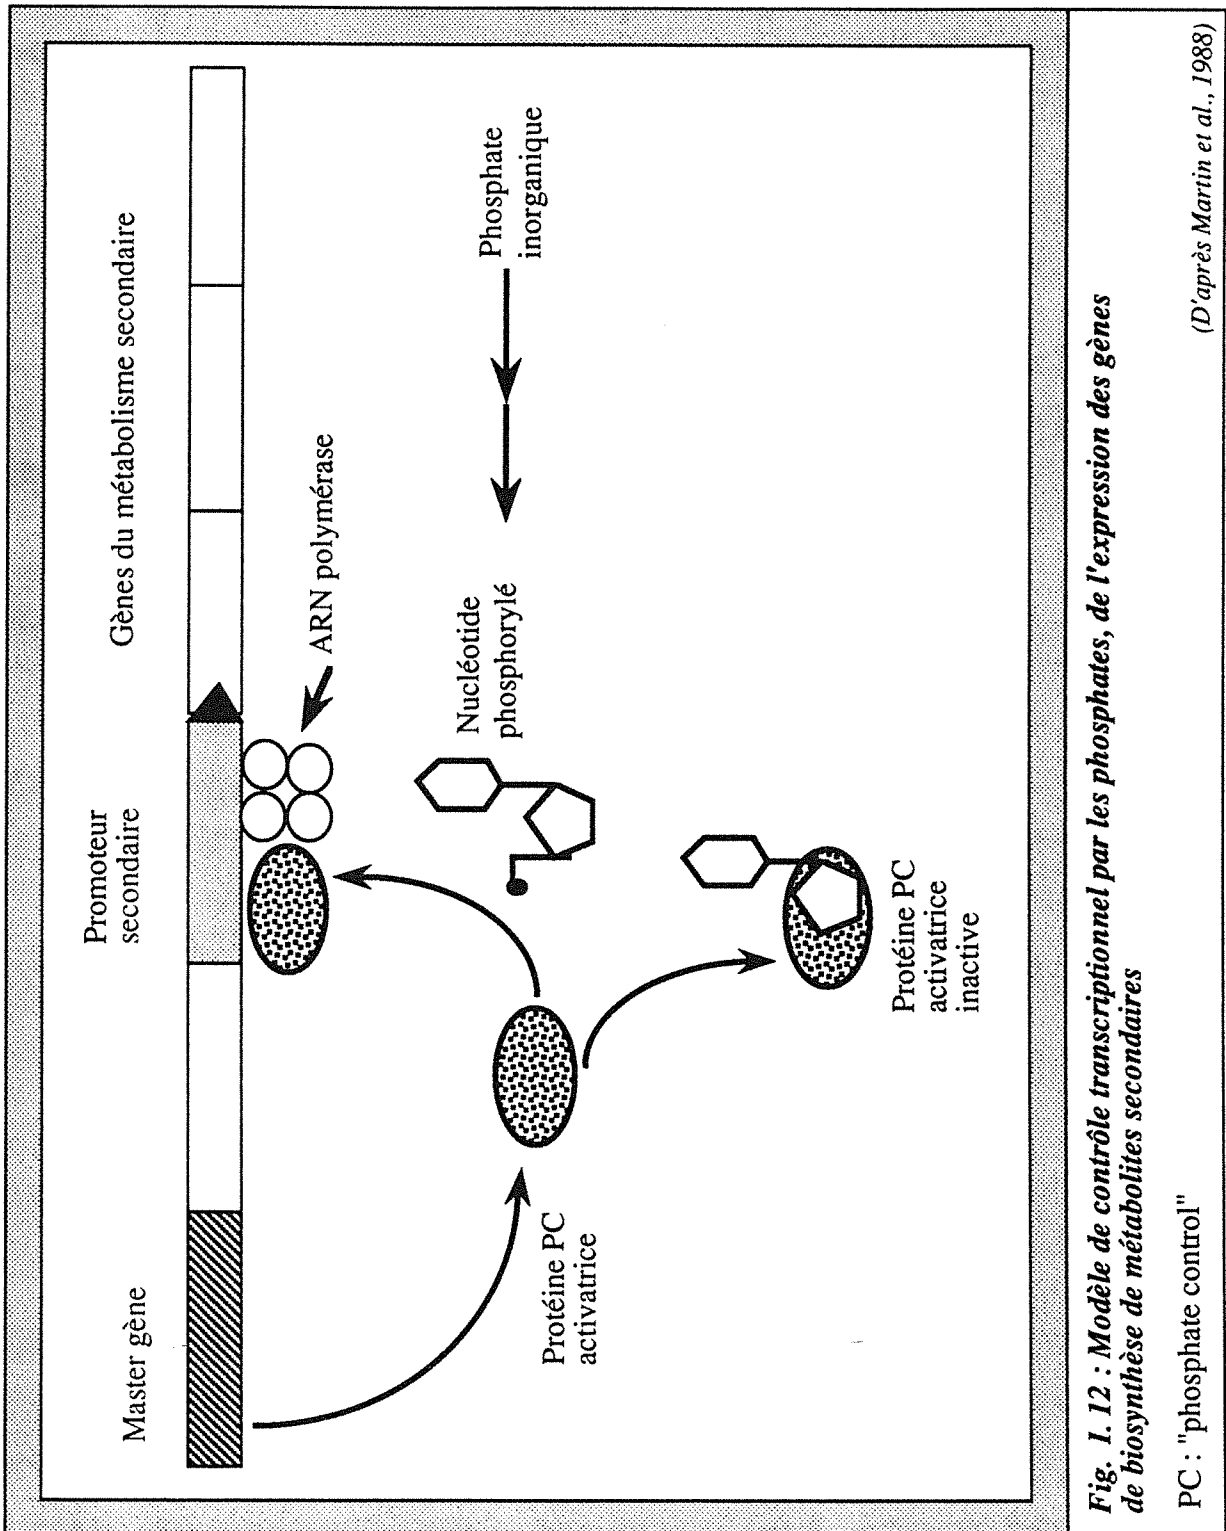 Master gène
Promoteur
secondaire
Gènes du métabolisme secondaire
ARN polymérase
Protéine PC
activatrice
Nucléotide
phosphorylé
Phosphate
inorganique
Protéine PC
activatrice
inactive
Fig. 1. 12 : Modèle de contrôle transcriptionnel par les phosphates, de l'expression des gènes
de biosynthèse de métabolites secondaires
PC : "phosphate control"
(D'après Martin et al., 1988)